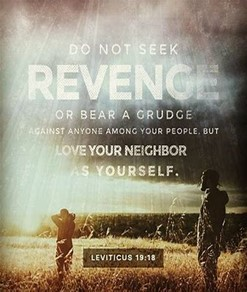 DO NOT SEEK
REVENGE
OR BEAR A GRUDGE
AGAINST ANYONE AMONG YOUR PEOPLE, BUT
LOVE YOUR NEIGHBOR
AS YOURSELF.
LEVITICUS 19:18